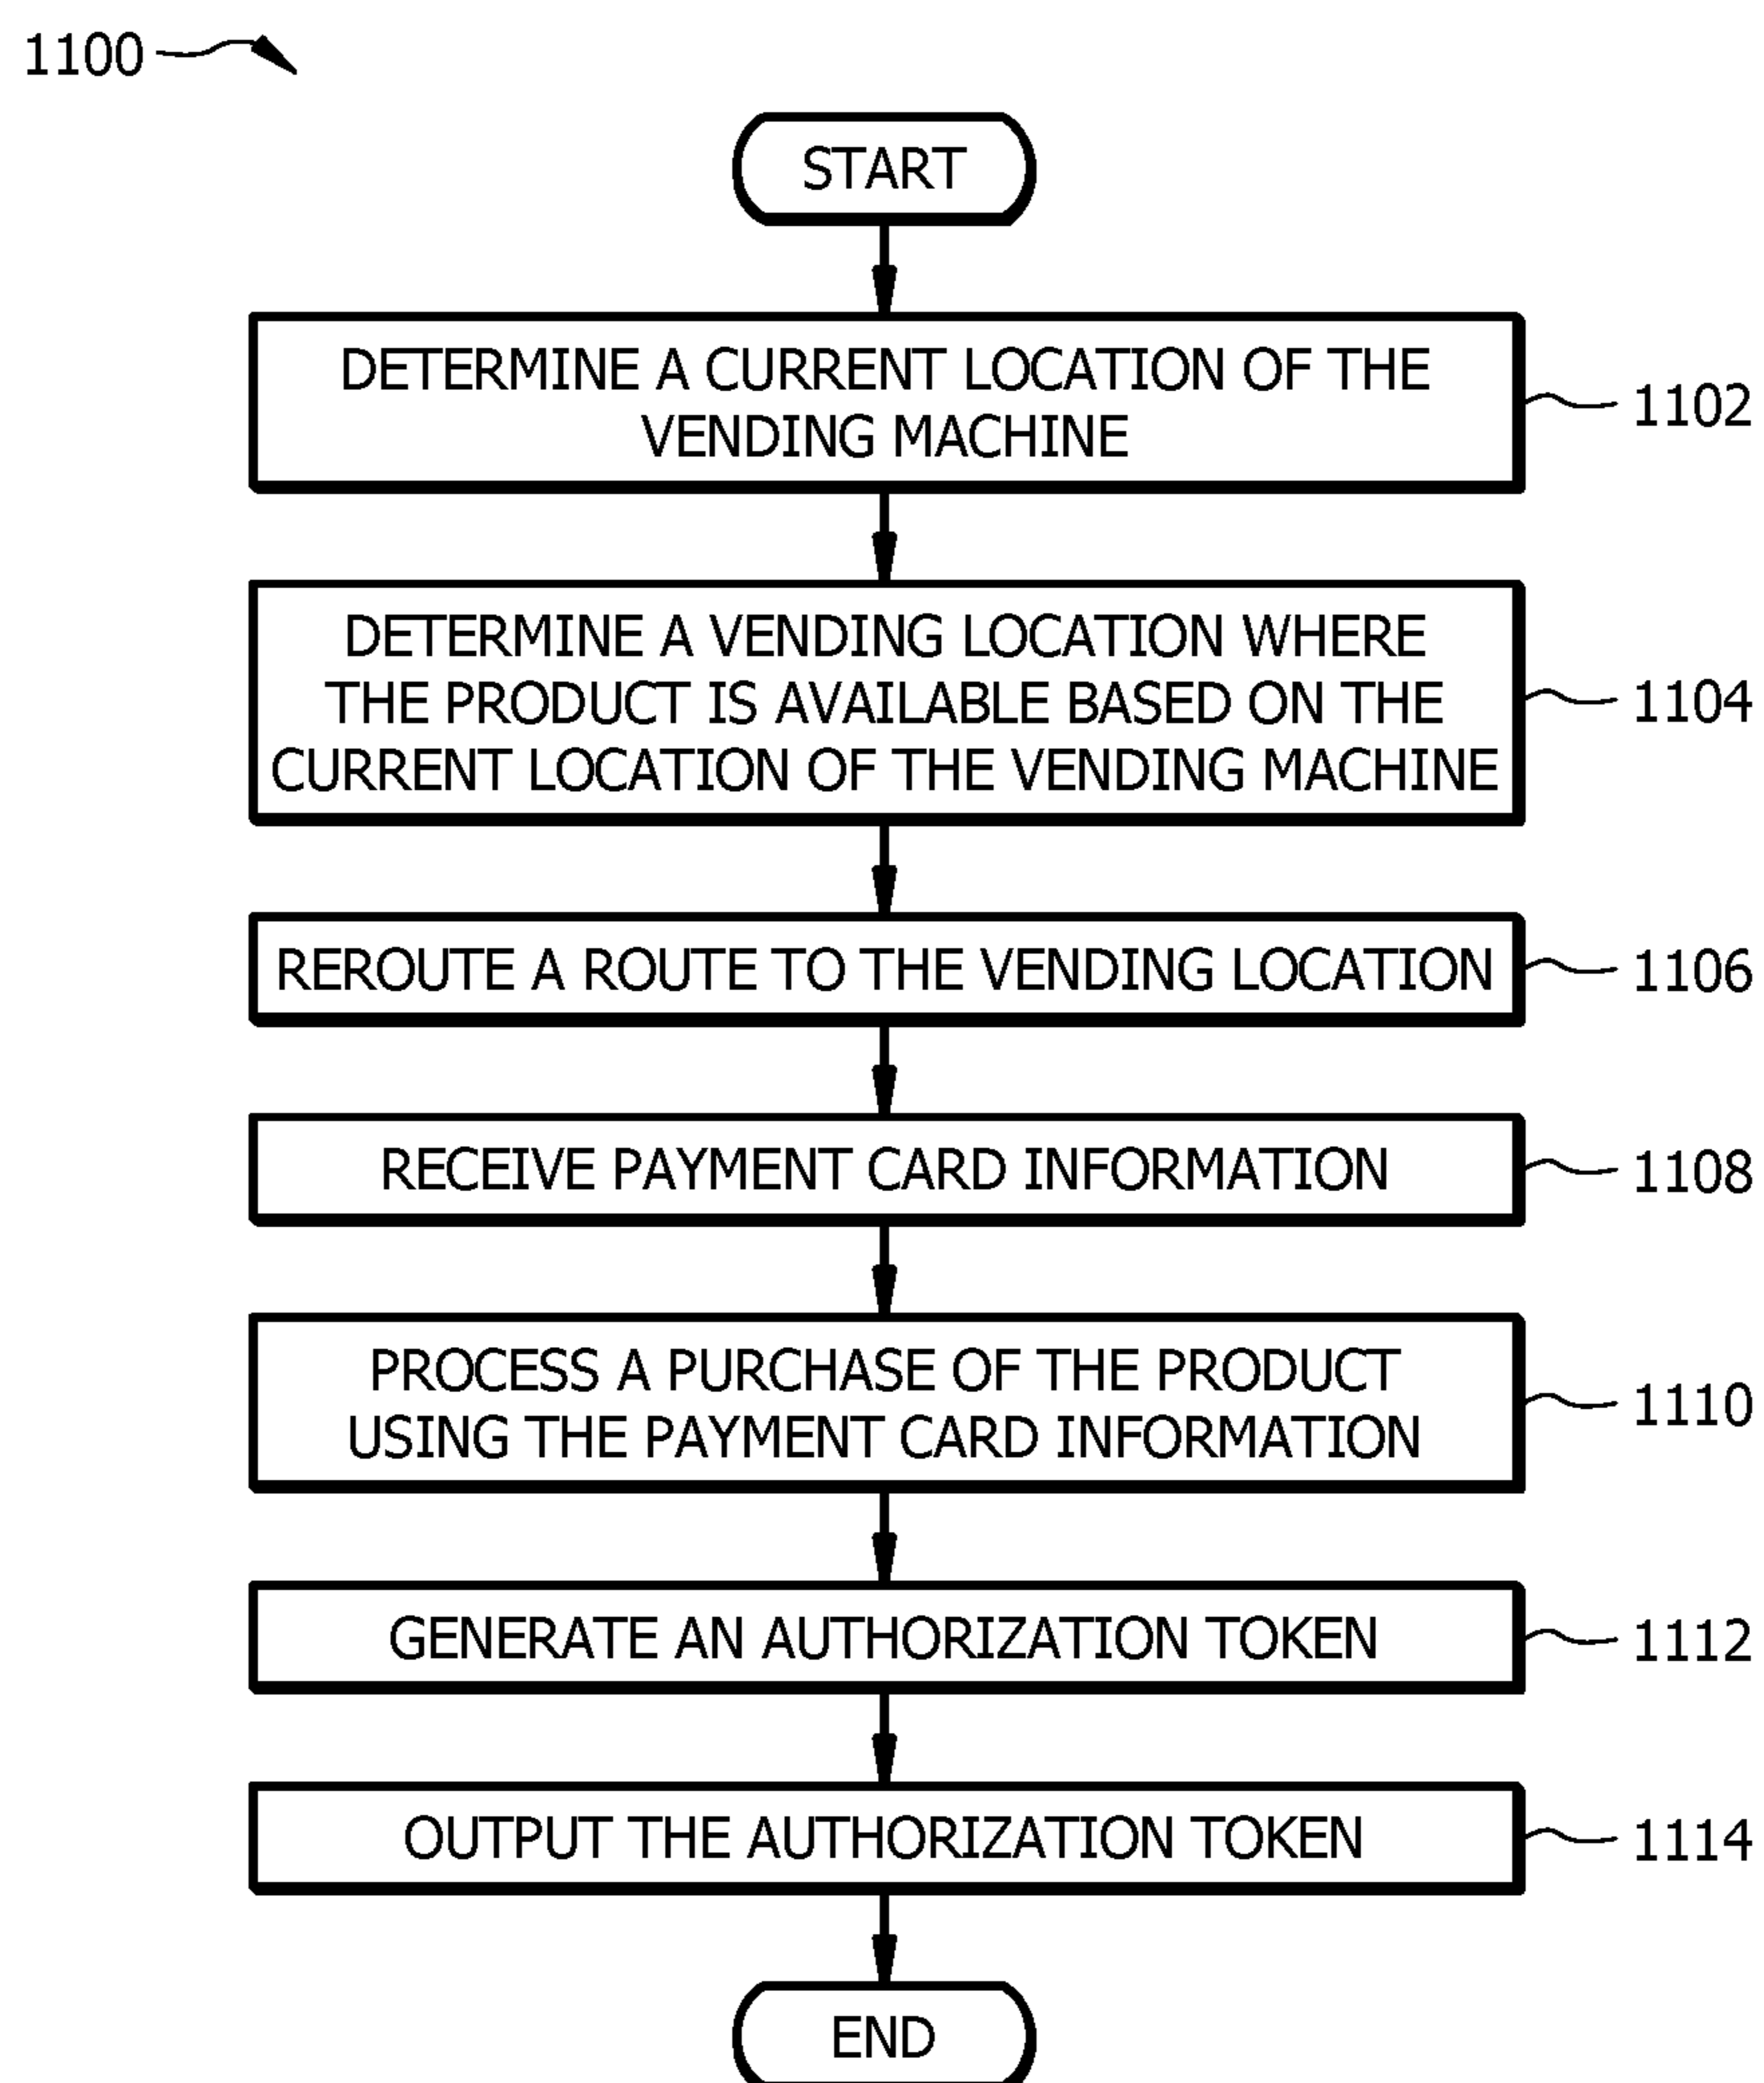 1100
START
DETERMINE A CURRENT LOCATION OF THE
VENDING MACHINE
1102
DETERMINE A VENDING LOCATION WHERE
THE PRODUCT IS AVAILABLE BASED ON THE
CURRENT LOCATION OF THE VENDING MACHINE
1104
REROUTE A ROUTE TO THE VENDING LOCATION
1106
RECEIVE PAYMENT CARD INFORMATION
1108
PROCESS A PURCHASE OF THE PRODUCT
USING THE PAYMENT CARD INFORMATION
1110
GENERATE AN AUTHORIZATION TOKEN
1112
OUTPUT THE AUTHORIZATION TOKEN
1114
END